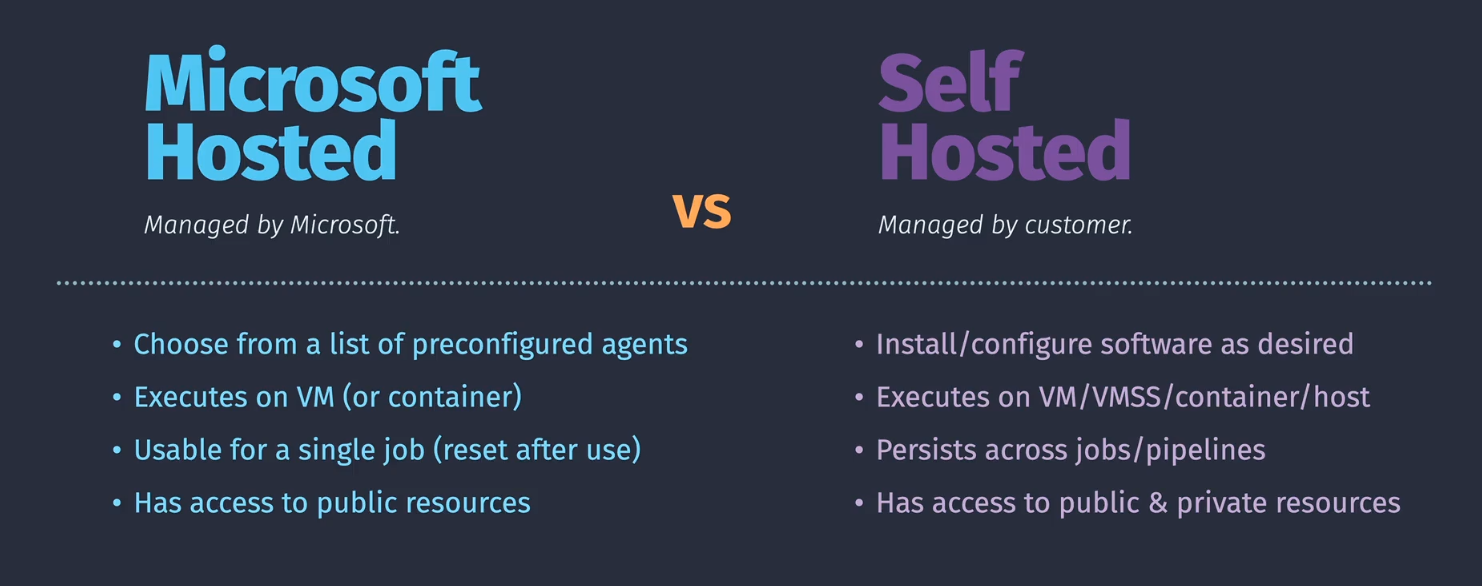 Microsoft
Hosted
Managed by Microsoft.
vs
Self
Hosted
Managed by customer.
• Choose from a list of preconfigured agents
• Executes on VM (or container)
• Usable for a single job (reset after use)
• Has access to public resources
• Install/configure software as desired
• Executes on VM/VMSS/container/host
• Persists across jobs/pipelines
• Has access to public & private resources